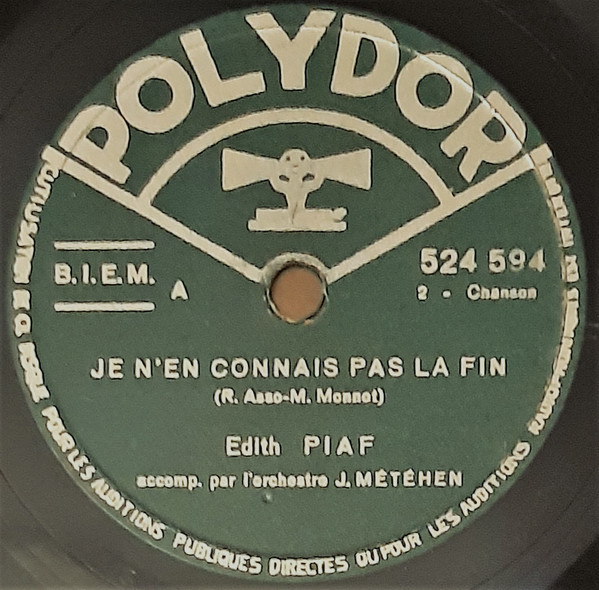 POLYDOR
B.I.E.M.
A
524 594
2 - Chanson
JE N'EN CONNAIS PAS LA FIN
(R. Asso-M. Monnot)
Edith PIAF
accomp. par l'orchestre J. MÉTÉHEN
POUR LES AUDITIONS PUBLIQUES DIRECTES OU POUR LES AUDITIONS